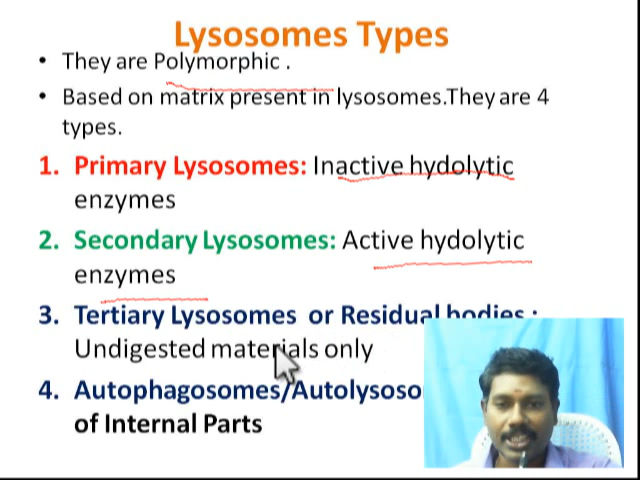 Lysosomes Types
• They are Polymorphic .
• Based on matrix present in lysosomes.They are 4
types.
1. Primary Lysosomes: Inactive hydolytic
enzymes
2. Secondary Lysosomes: Active hydolytic
enzymes
3. Tertiary Lysosomes or Residual bodies :
Undigested materials only
4.
of Internal Parts